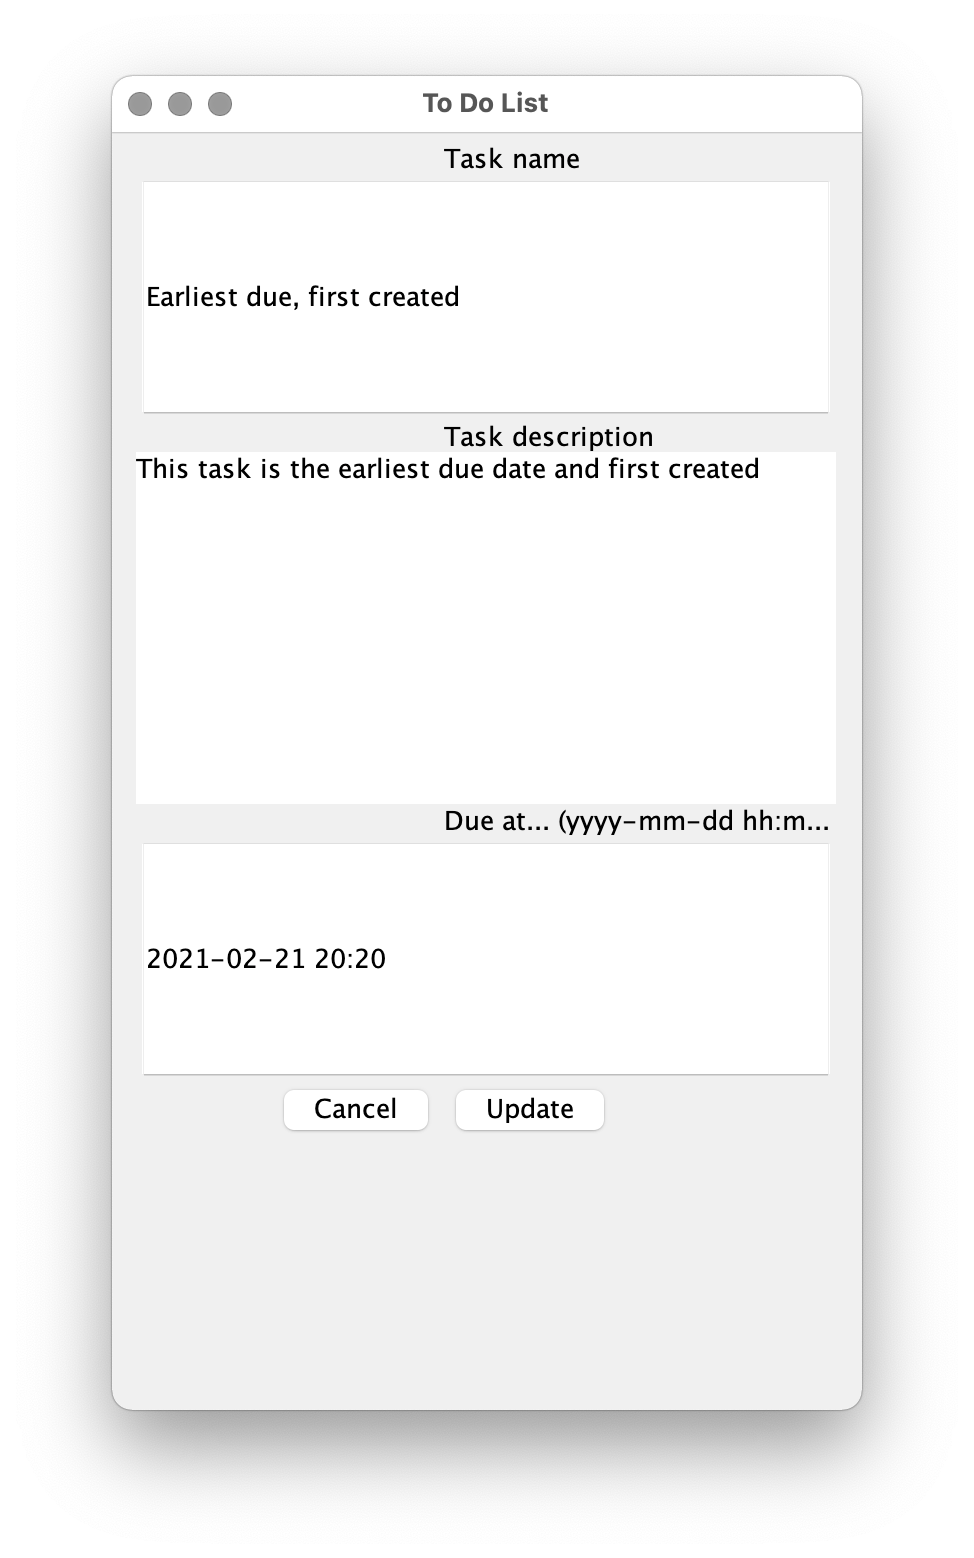 To Do List
Task name
Earliest due, first created
Task description
This task is the earliest due date and first created
Due at... (yyyy-mm-dd hh:m...
2021-02-21 20:20
Cancel Update